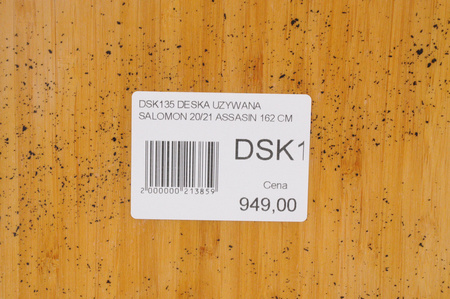 DSK135 DESKA UZYWANA
SALOMON 20/21 ASSASIN 162 CM
DSK1
2 000000 213859
Cena
949,00